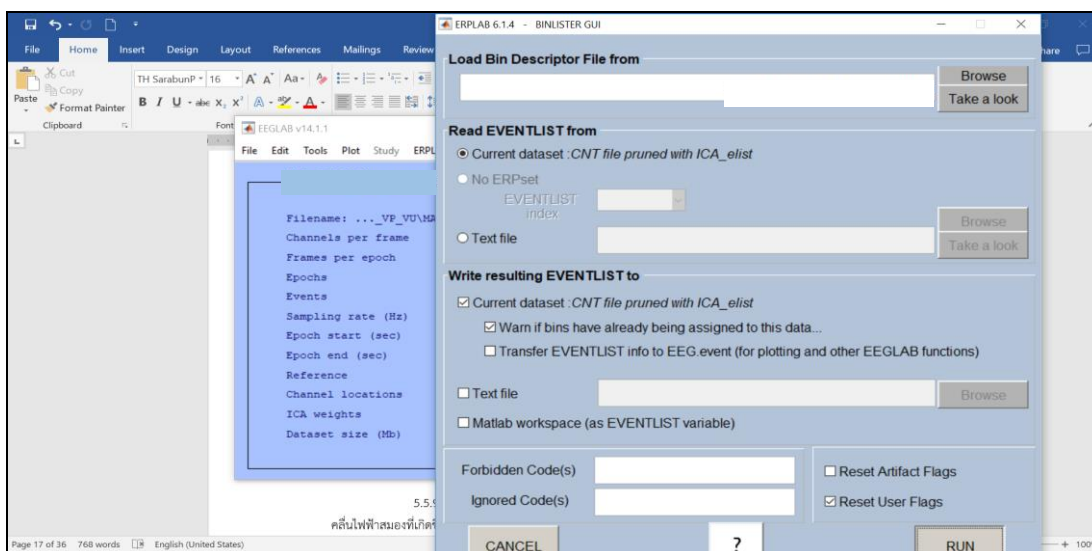 ERPLAB 6.1.4 - BINLISTER GUI
File Home Insert Design Layout References Mailings Review
hare
Cut
Copy
Paste
Format Painter
Clipboard
TH SarabunP 16
Font
EEGLAB v14.1.1
File Edit Tools Plot Study ERPL
Filename: ..._VP_VU\MA
Channels per frame
Frames per epoch
Epochs
Events
Sampling rate (Hz)
Epoch start (sec)
Epoch end (sec)
Reference
Channel locations
ICA weights
Dataset size (Mb)
Load Bin Descriptor File from
Browse
Take a look
Read EVENTLIST from
Current dataset :CNT file pruned with ICA_elist
No ERPset
EVENTLIST
index
Browse
Text file
Take a look
Write resulting EVENTLIST to
Current dataset :CNT file pruned with ICA_elist
Warn if bins have already being assigned to this data...
Transfer EVENTLIST info to EEG.event (for plotting and other EEGLAB functions)
Text file
Browse
Matlab workspace (as EVENTLIST variable)
Forbidden Code(s)
Reset Artifact Flags
Ignored Code(s)
Reset User Flags
CANCEL ? RUN
5.5.9
คลื่นไฟฟ้าสมองที่เกิด
Page 17 of 36 768 words English (United States)